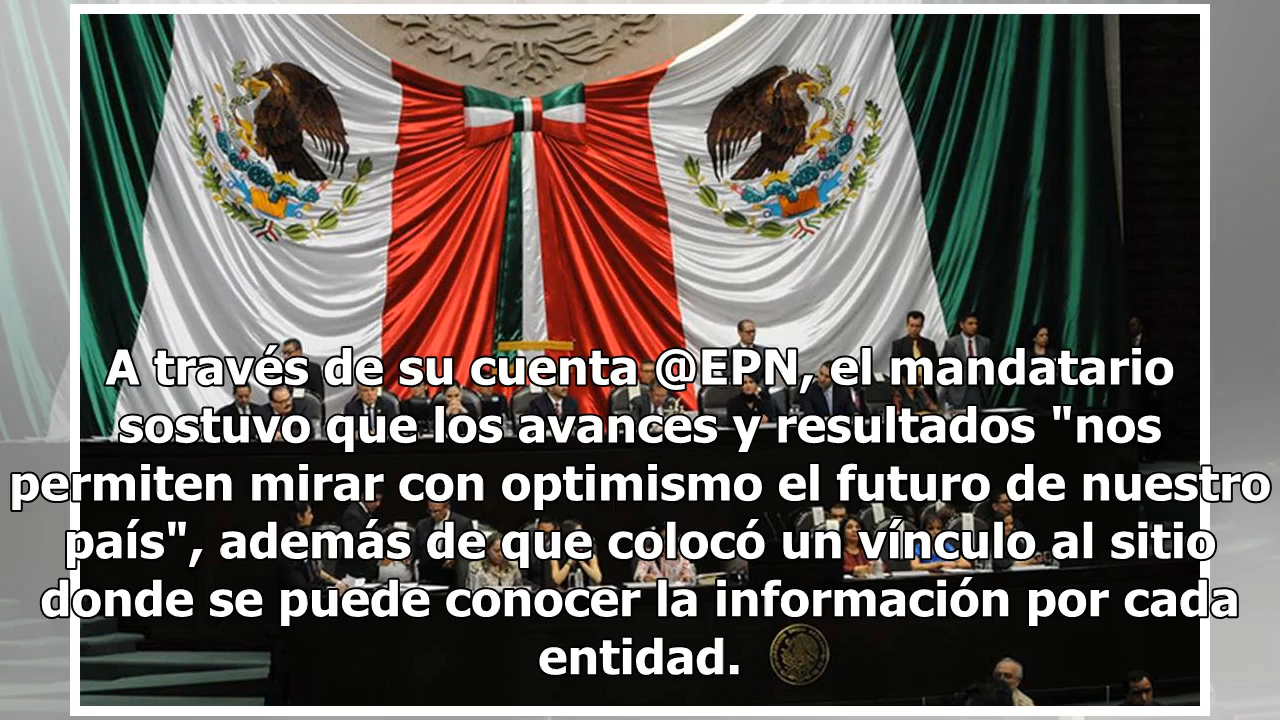 A través de su cuenta @EPN, el mandatario
sostuvo que los avances y resultados "nos
permiten mirar con optimismo el futuro de nuestro
país", además de que colocó un vínculo al sitio
donde se puede conocer la información por cada
entidad.